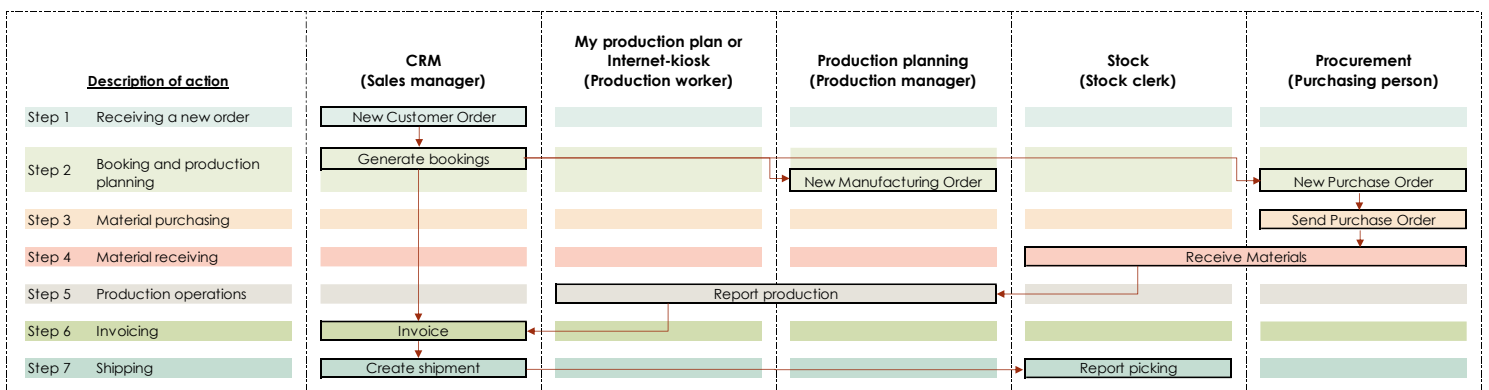 Description of action
CRM
(Sales manager)
My production plan or
Internet-kiosk
(Production worker)
Production planning
(Production manager)
Stock
(Stock clerk)
Procurement
(Purchasing person)
Step 1 Receiving a new order
New Customer Order
Step 2 Booking and production
planning
Generate bookings
New Manufacturing Order
New Purchase Order
Step 3 Material purchasing
Send Purchase Order
Step 4 Material receiving
Receive Materials
Step 5 Production operations
Report production
Step 6 Invoicing
Invoice
Step 7 Shipping
Create shipment
Report picking